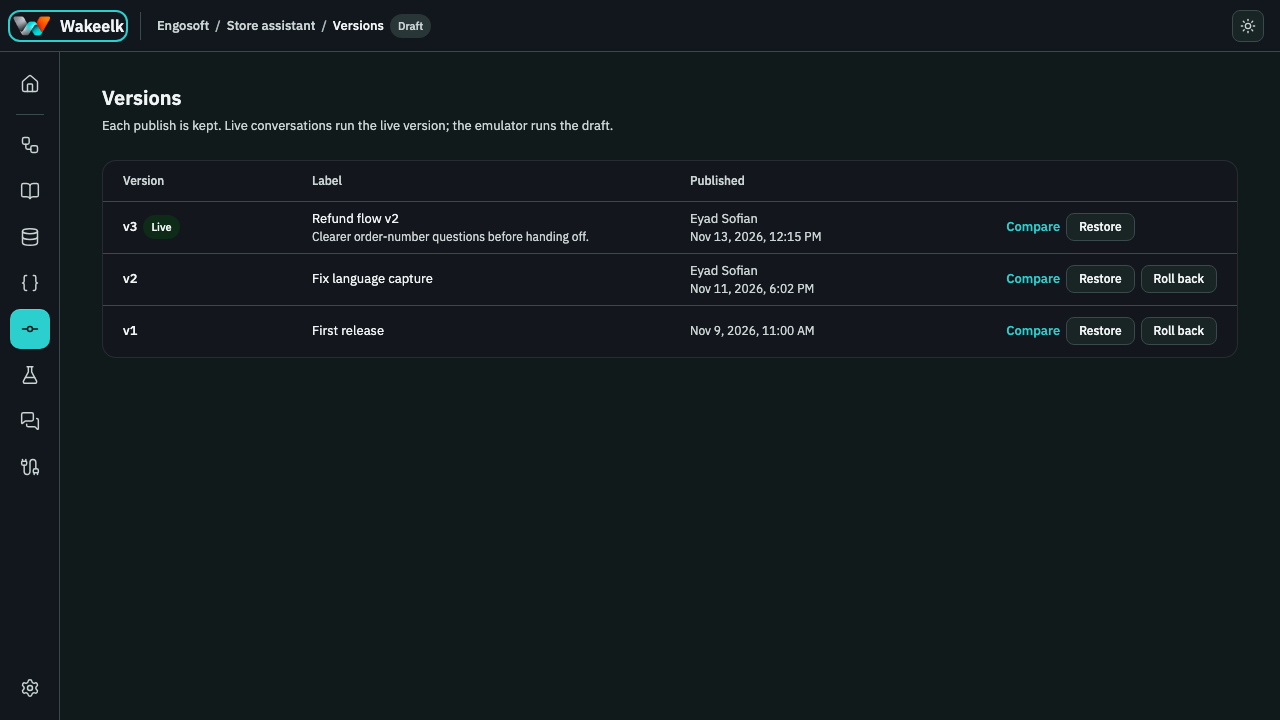 Wakeelk
Engosoft / Store assistant / Versions Draft
Versions
Each publish is kept. Live conversations run the live version; the emulator runs the draft.
Version Label Published
v3 Live Refund flow v2 Eyad Sofian Compare Restore
Clearer order-number questions before handing off. Nov 13, 2026, 12:15 PM
v2 Fix language capture Eyad Sofian Compare Restore Roll back
Nov 11, 2026, 6:02 PM
v1 First release Nov 9, 2026, 11:00 AM Compare Restore Roll back